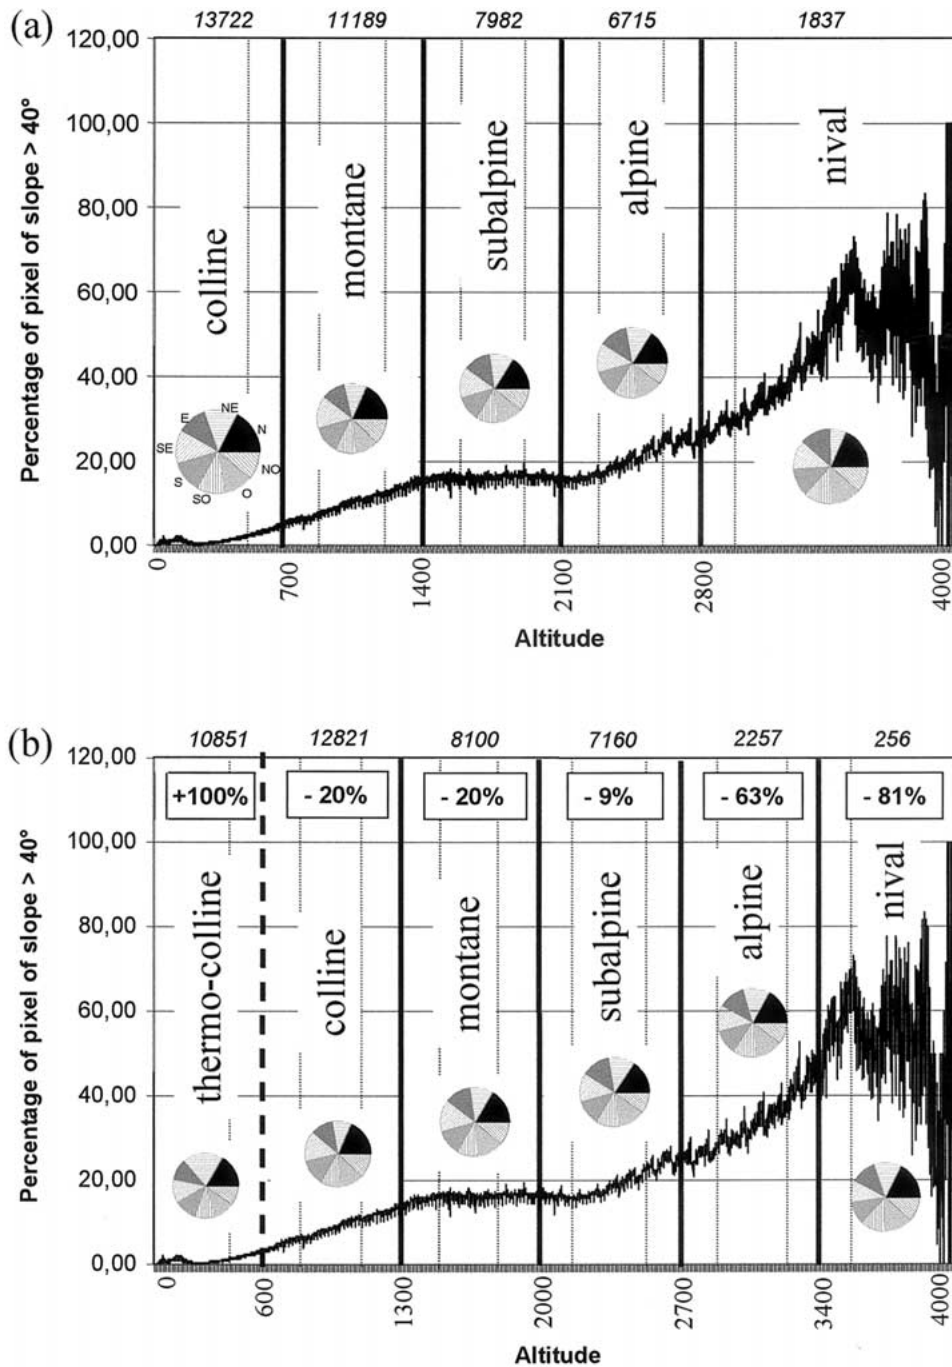 (a)
13722 11189 7982 6715 1837
120,00
100,00
80,00
60,00
40,00
20,00
0,00
Percentage of pixel of slope > 40°
colline
montane
subalpine
alpine
nival
NE
E
N
SE
NO
S
SO
O
0 700 1400 2100 2800 4000
Altitude
(b)
10851 12821 8100 7160 2257 256
120,00
+100% - 20% - 20% - 9% - 63% - 81%
100,00
80,00
60,00
40,00
20,00
0,00
Percentage of pixel of slope > 40°
thermo-colline
colline
montane
subalpine
alpine
nival
0 600 1300 2000 2700 3400 4000
Altitude